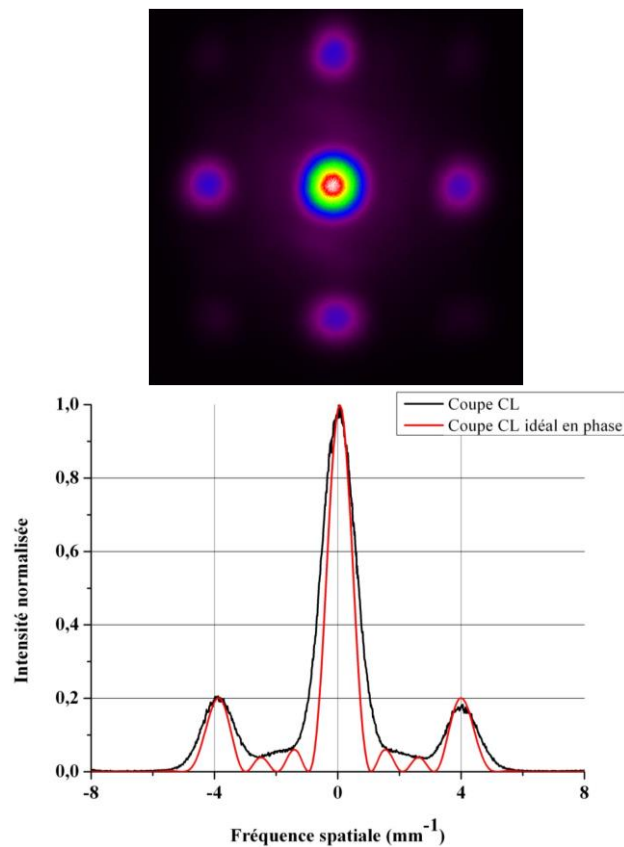 Coupe CL
Coupe CL idéal en phase
1,0
0,8
0,6
0,4
0,2
0,0
Intensité normalisée
-8
-4
0
4
8
Fréquence spatiale (mm⁻¹)